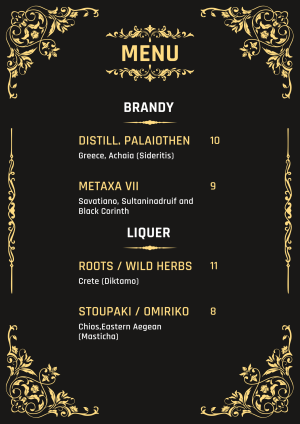 MENU
BRANDY
DISTILL. PALAIOTHEN 10
Greece, Achaia (Sideritis)
METAXA VII 9
Savatiano, Sultaninadruif and
Black Corinth
LIQUER
ROOTS / WILD HERBS 11
Crete (Diktamo)
STOUPAKI / OMIRIKO 8
Chios,Eastern Aegean
(Masticha)